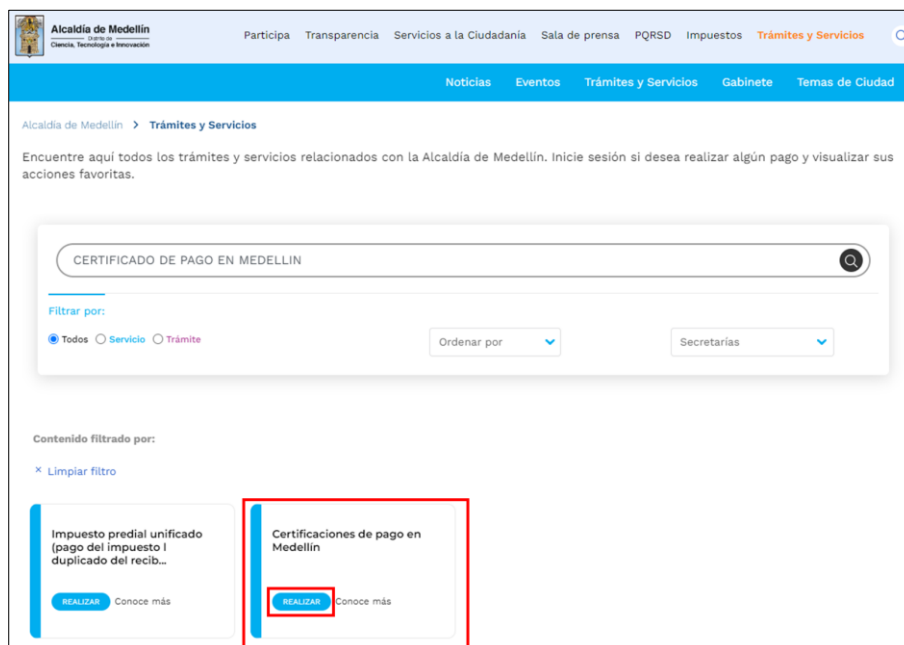 Alcaldía de Medellín
Distrito de
Ciencia, Tecnología e Innovación
Participa Transparencia Servicios a la Ciudadanía Sala de prensa PQRSD Impuestos Trámites y Servicios
Noticias Eventos Trámites y Servicios Gabinete Temas de Ciudad
Alcaldía de Medellín > Trámites y Servicios
Encuentre aquí todos los trámites y servicios relacionados con la Alcaldía de Medellín. Inicie sesión si desea realizar algún pago y visualizar sus
acciones favoritas.
CERTIFICADO DE PAGO EN MEDELLIN
Filtrar por:
Todos Servicio Trámite
Ordenar por
Secretarías
Contenido filtrado por:
× Limpiar filtro
Impuesto predial unificado
(pago del impuesto l
duplicado del recib...
REALIZAR Conoce más
Certificaciones de pago en
Medellín
REALIZAR Conoce más